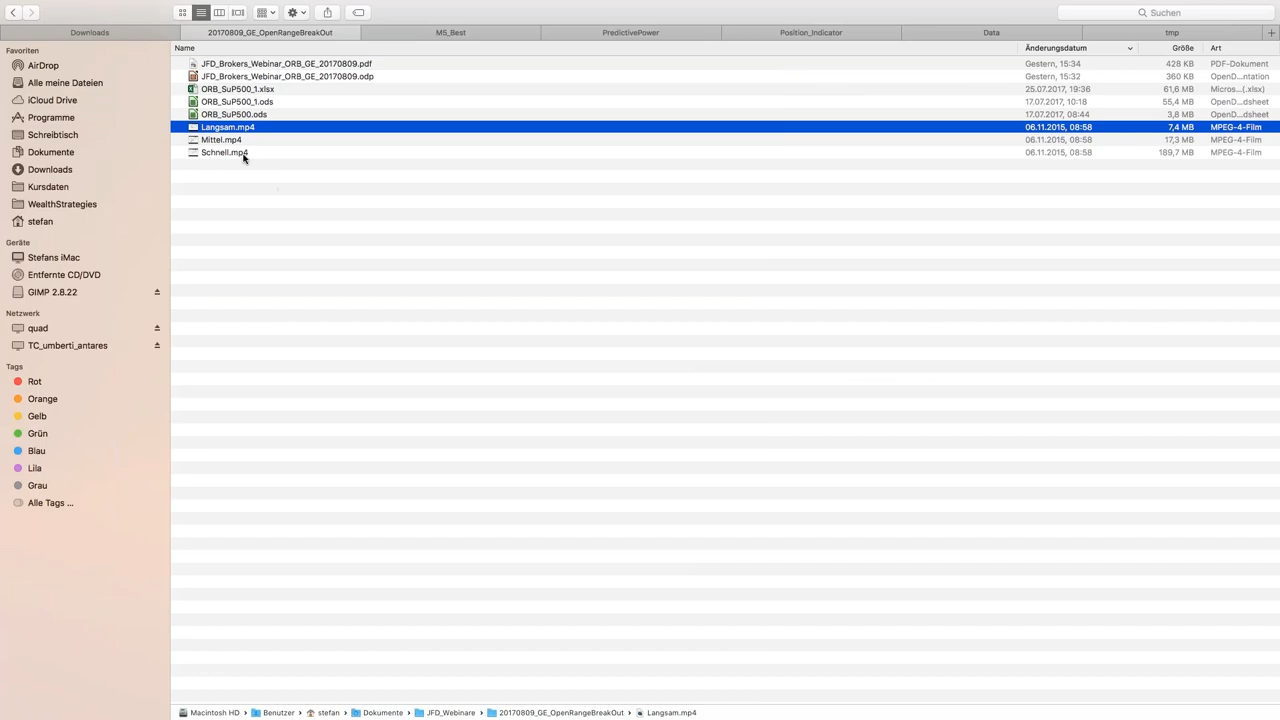 Suchen
Downloads 20170809_GE_OpenRangeBreakOut M5_Best PredictivePower Position_Indicator Data tmp +
Favoriten
AirDrop
Alle meine Dateien
iCloud Drive
Programme
Schreibtisch
Dokumente
Downloads
Kursdaten
WealthStrategies
stefan
Geräte
Stefans iMac
Entfernte CD/DVD
GIMP 2.8.22
Netzwerk
quad
TC_umberti_antares
Tags
Rot
Orange
Gelb
Grün
Blau
Lila
Grau
Alle Tags ...
Name Änderungsdatum Größe Art
JFD_Brokers_Webinar_ORB_GE_20170809.pdf Gestern, 15:34 428 KB PDF-Dokument
JFD_Brokers_Webinar_ORB_GE_20170809.odp Gestern, 15:32 360 KB OpenD...ntation
ORB_SuP500_1.xlsx 25.07.2017, 19:36 61,6 MB Micros...(.xlsx)
ORB_SuP500_1.ods 17.07.2017, 10:18 55,4 MB OpenD...dsheet
ORB_SuP500.ods 17.07.2017, 08:44 3,8 MB OpenD...dsheet
Langsam.mp4 06.11.2015, 08:58 7,4 MB MPEG-4-Film
Mittel.mp4 06.11.2015, 08:58 17,3 MB MPEG-4-Film
Schnell.mp4 06.11.2015, 08:58 189,7 MB MPEG-4-Film
Macintosh HD › Benutzer › stefan › Dokumente › JFD_Webinare › 20170809_GE_OpenRangeBreakOut › Langsam.mp4